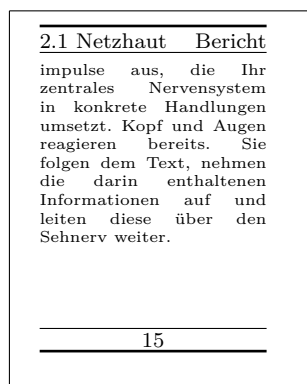 2.1 Netzhaut Bericht
impulse aus, die Ihr
zentrales Nervensystem
in konkrete Handlungen
umsetzt. Kopf und Augen
reagieren bereits. Sie
folgen dem Text, nehmen
die darin enthaltenen
Informationen auf und
leiten diese über den
Sehnerv weiter.
15